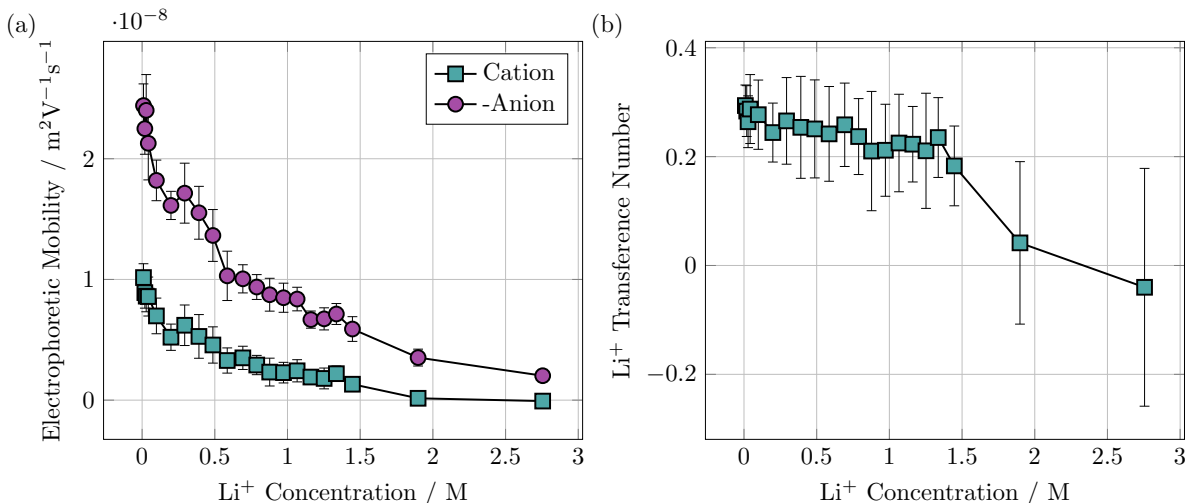 (a)
·10⁻⁸
Electrophoretic Mobility / m²V⁻¹s⁻¹
2
1
0
Cation
-Anion
0 0.5 1 1.5 2 2.5 3
Li⁺ Concentration / M
(b)
Li⁺ Transference Number
0.4
0.2
0
−0.2
0 0.5 1 1.5 2 2.5 3
Li⁺ Concentration / M